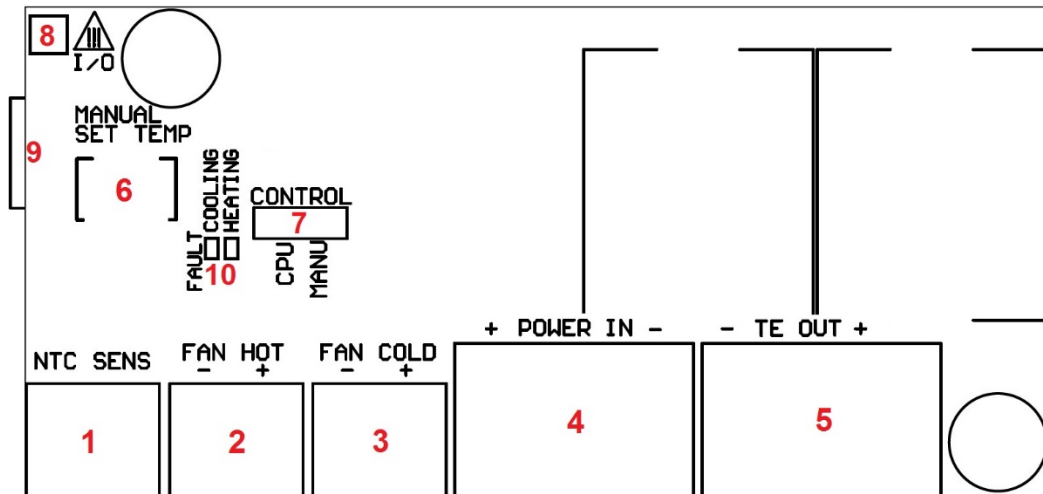 8
I/O
MANUAL
SET TEMP
9
6
COOLING
HEATING
FAULT
10
CONTROL
7
CPU
MANU
+ POWER IN -
- TE OUT +
NTC SENS
FAN HOT
- +
FAN COLD
- +
1
2
3
4
5